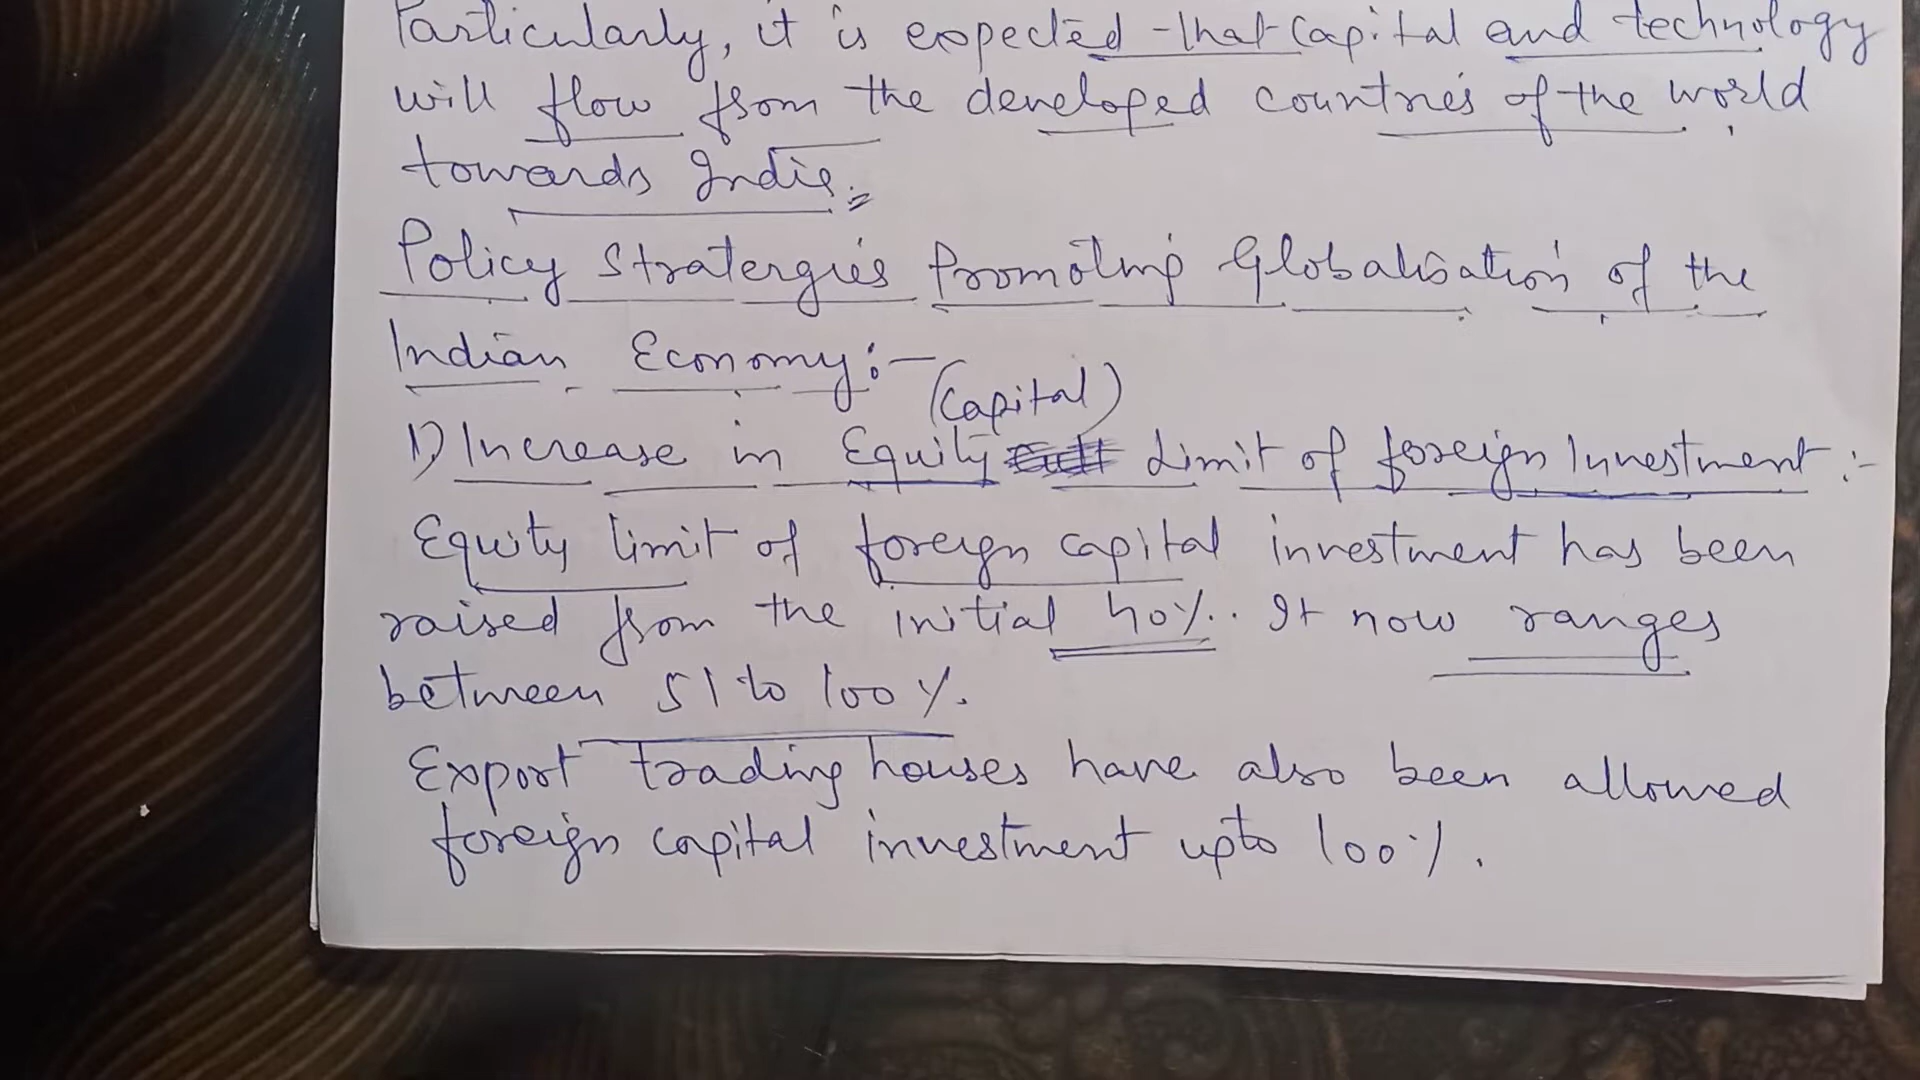 Particularly, it is expected that Capital and technology
will flow from the developed countries of the world
towards India.
Policy Stratergies Promoting Globalisation of the
Indian Economy:-
(Capital)
1) Increase in Equity Limit of foreign Investment :-
Equity limit of foreign capital investment has been
raised from the initial 40%. It now ranges
between 51 to 100%.
Export trading houses have also been allowed
foreign capital investment upto 100%.